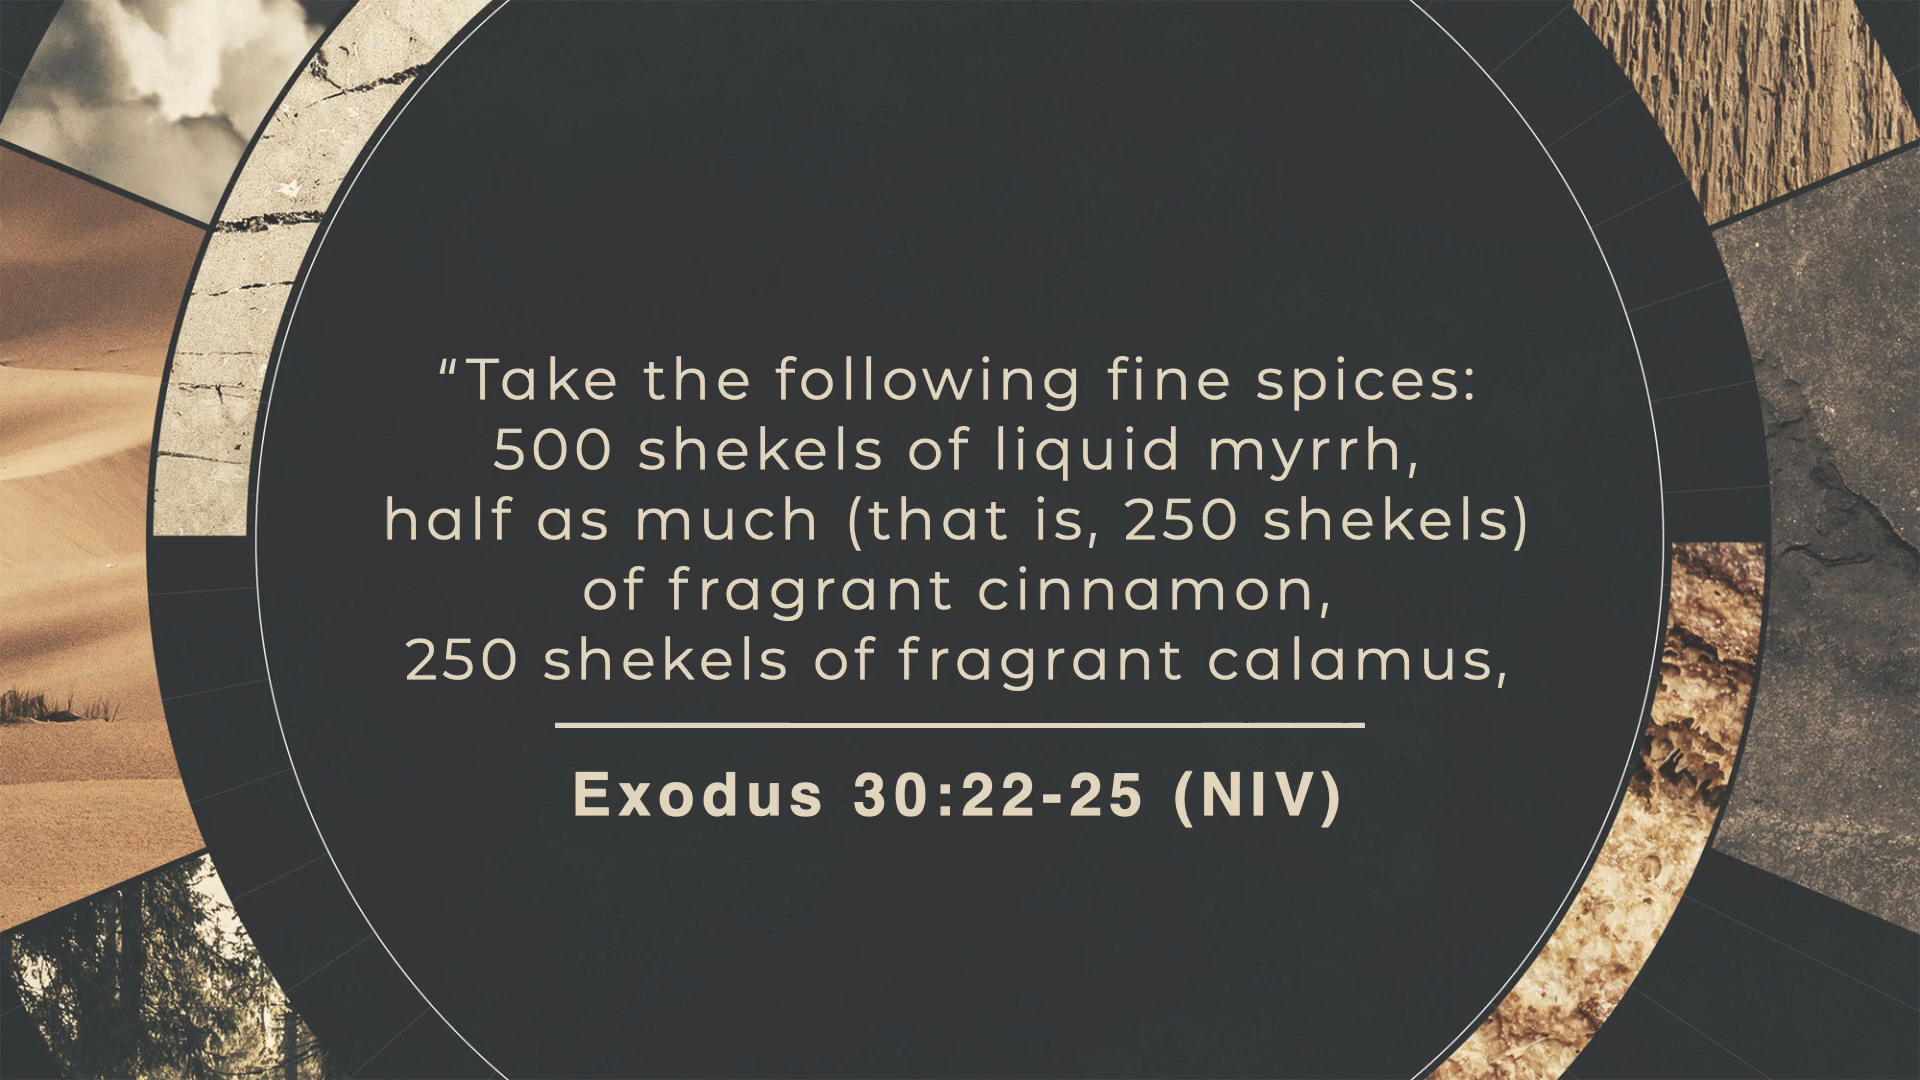 “Take the following fine spices:
500 shekels of liquid myrrh,
half as much (that is, 250 shekels)
of fragrant cinnamon,
250 shekels of fragrant calamus,
Exodus 30:22-25 (NIV)